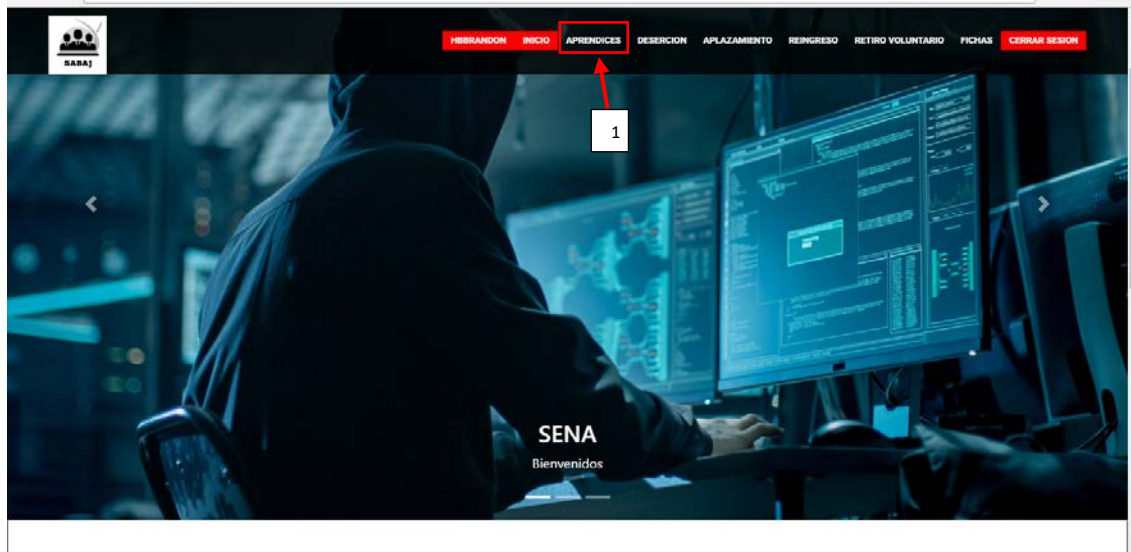 SABAJ
HBBRANDON INICIO APRENDICES DESERCION APLAZAMIENTO REINGRESO RETIRO VOLUNTARIO FICHAS CERRAR SESION
1
SENA
Bienvenidos